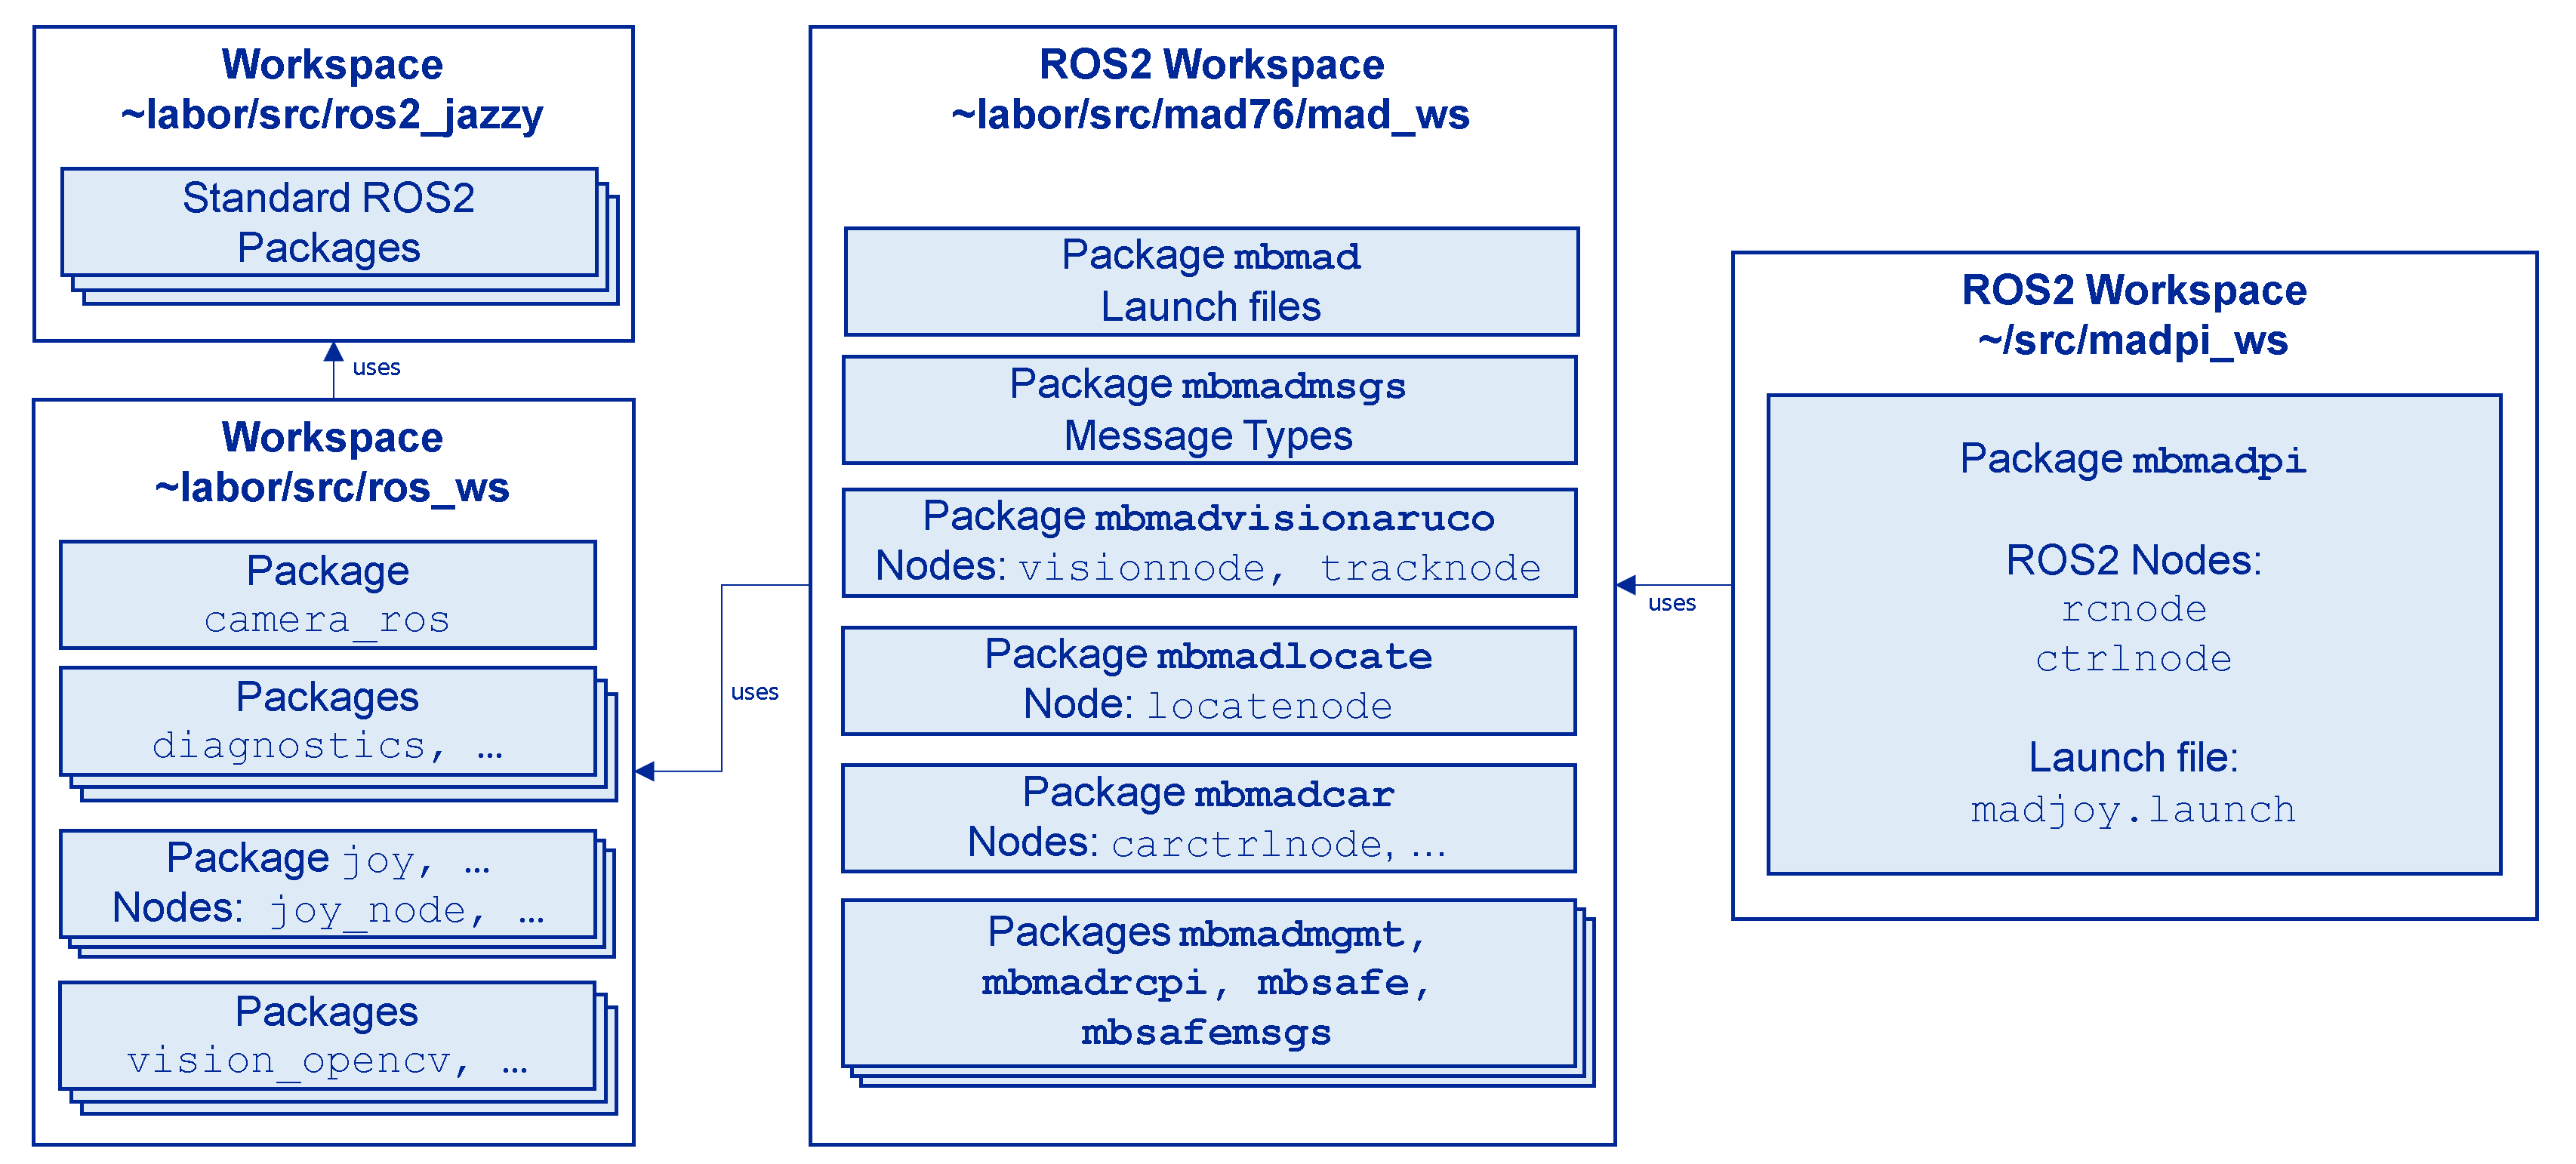 Workspace
~labor/src/ros2_jazzy
Standard ROS2
Packages
uses
Workspace
~labor/src/ros_ws
Package
camera_ros
Packages
diagnostics, …
Package joy, …
Nodes: joy_node, …
Packages
vision_opencv, …
uses
ROS2 Workspace
~labor/src/mad76/mad_ws
Package mbmad
Launch files
Package mbmadmsgs
Message Types
Package mbmadvisionaruco
Nodes: visionnode, tracknode
Package mbmadlocate
Node: locatenode
Package mbmadcar
Nodes: carctrlnode, …
Packages mbmadmgmt,
mbmadrcpi, mbsafe,
mbsafemsgs
uses
ROS2 Workspace
~/src/madpi_ws
Package mbmadpi
ROS2 Nodes:
rcnode
ctrlnode
Launch file:
madjoy.launch